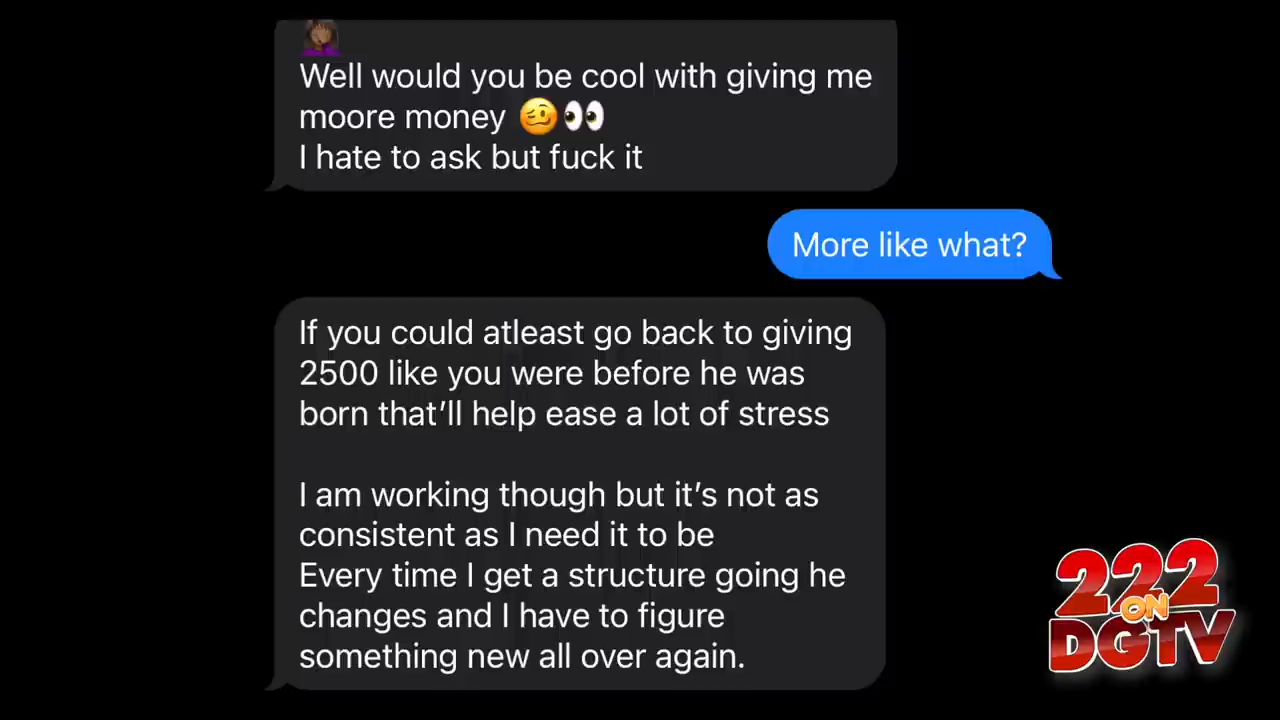 Well would you be cool with giving me
moore money 🥴👀
I hate to ask but fuck it
More like what?
If you could atleast go back to giving
2500 like you were before he was
born that’ll help ease a lot of stress
I am working though but it’s not as
consistent as I need it to be
Every time I get a structure going he
changes and I have to figure
something new all over again.
222
ON
DGTV